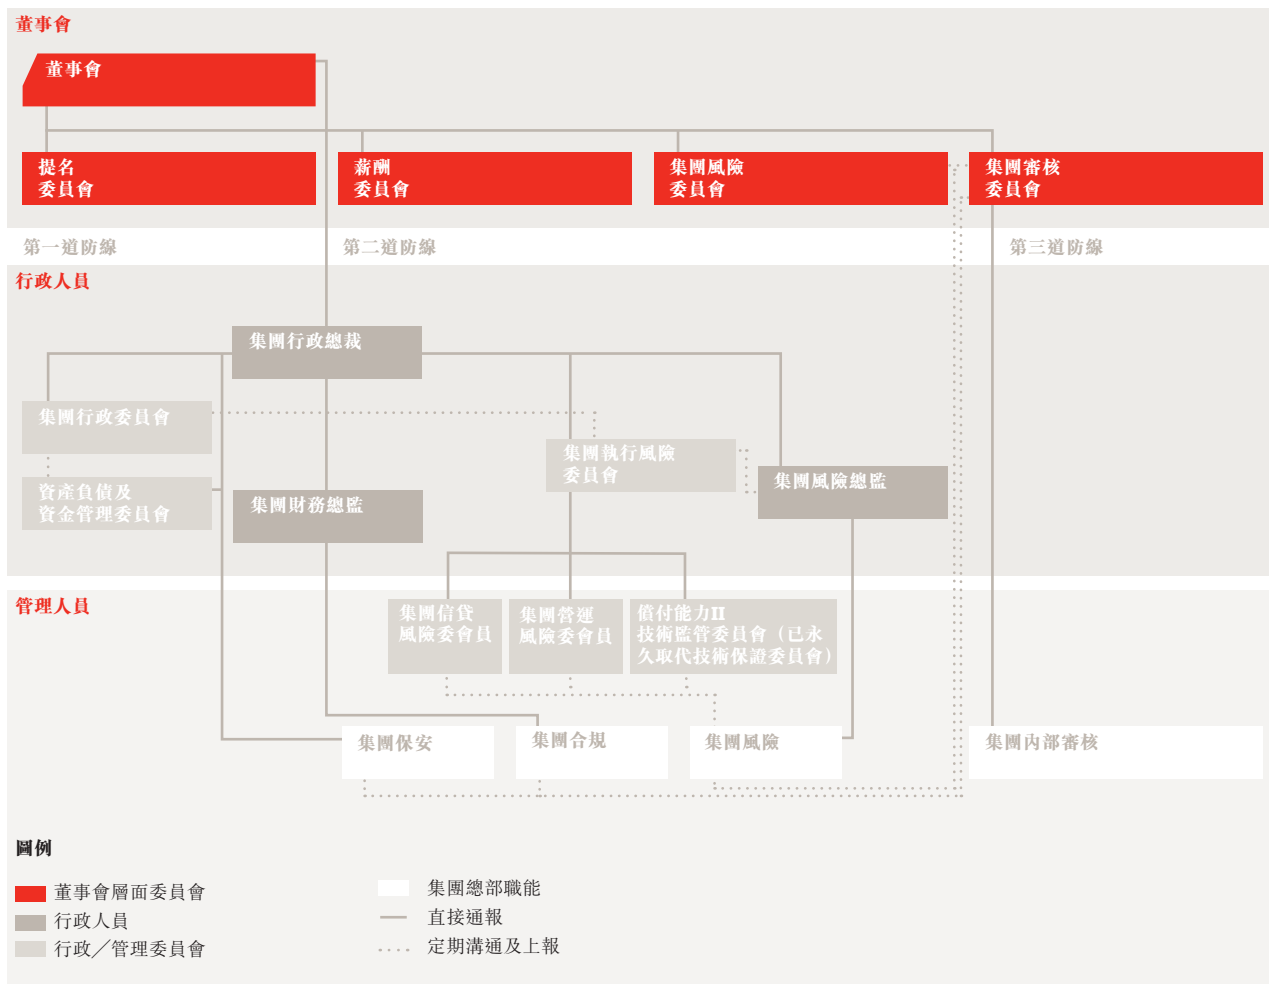 董事會
董事會
提名
委員會
薪酬
委員會
集團風險
委員會
集團審核
委員會
第一道防線
第二道防線
第三道防線
行政人員
集團行政總裁
集團行政委員會
集團執行風險
委員會
集團風險總監
資產負債及
資金管理委員會
集團財務總監
管理人員
集團信貸
風險委會員
集團營運
風險委會員
償付能力II
技術監管委員會（已永
久取代技術保證委員會）
集團保安
集團合規
集團風險
集團內部審核
圖例
董事會層面委員會
行政人員
行政／管理委員會
集團總部職能
直接通報
定期溝通及上報